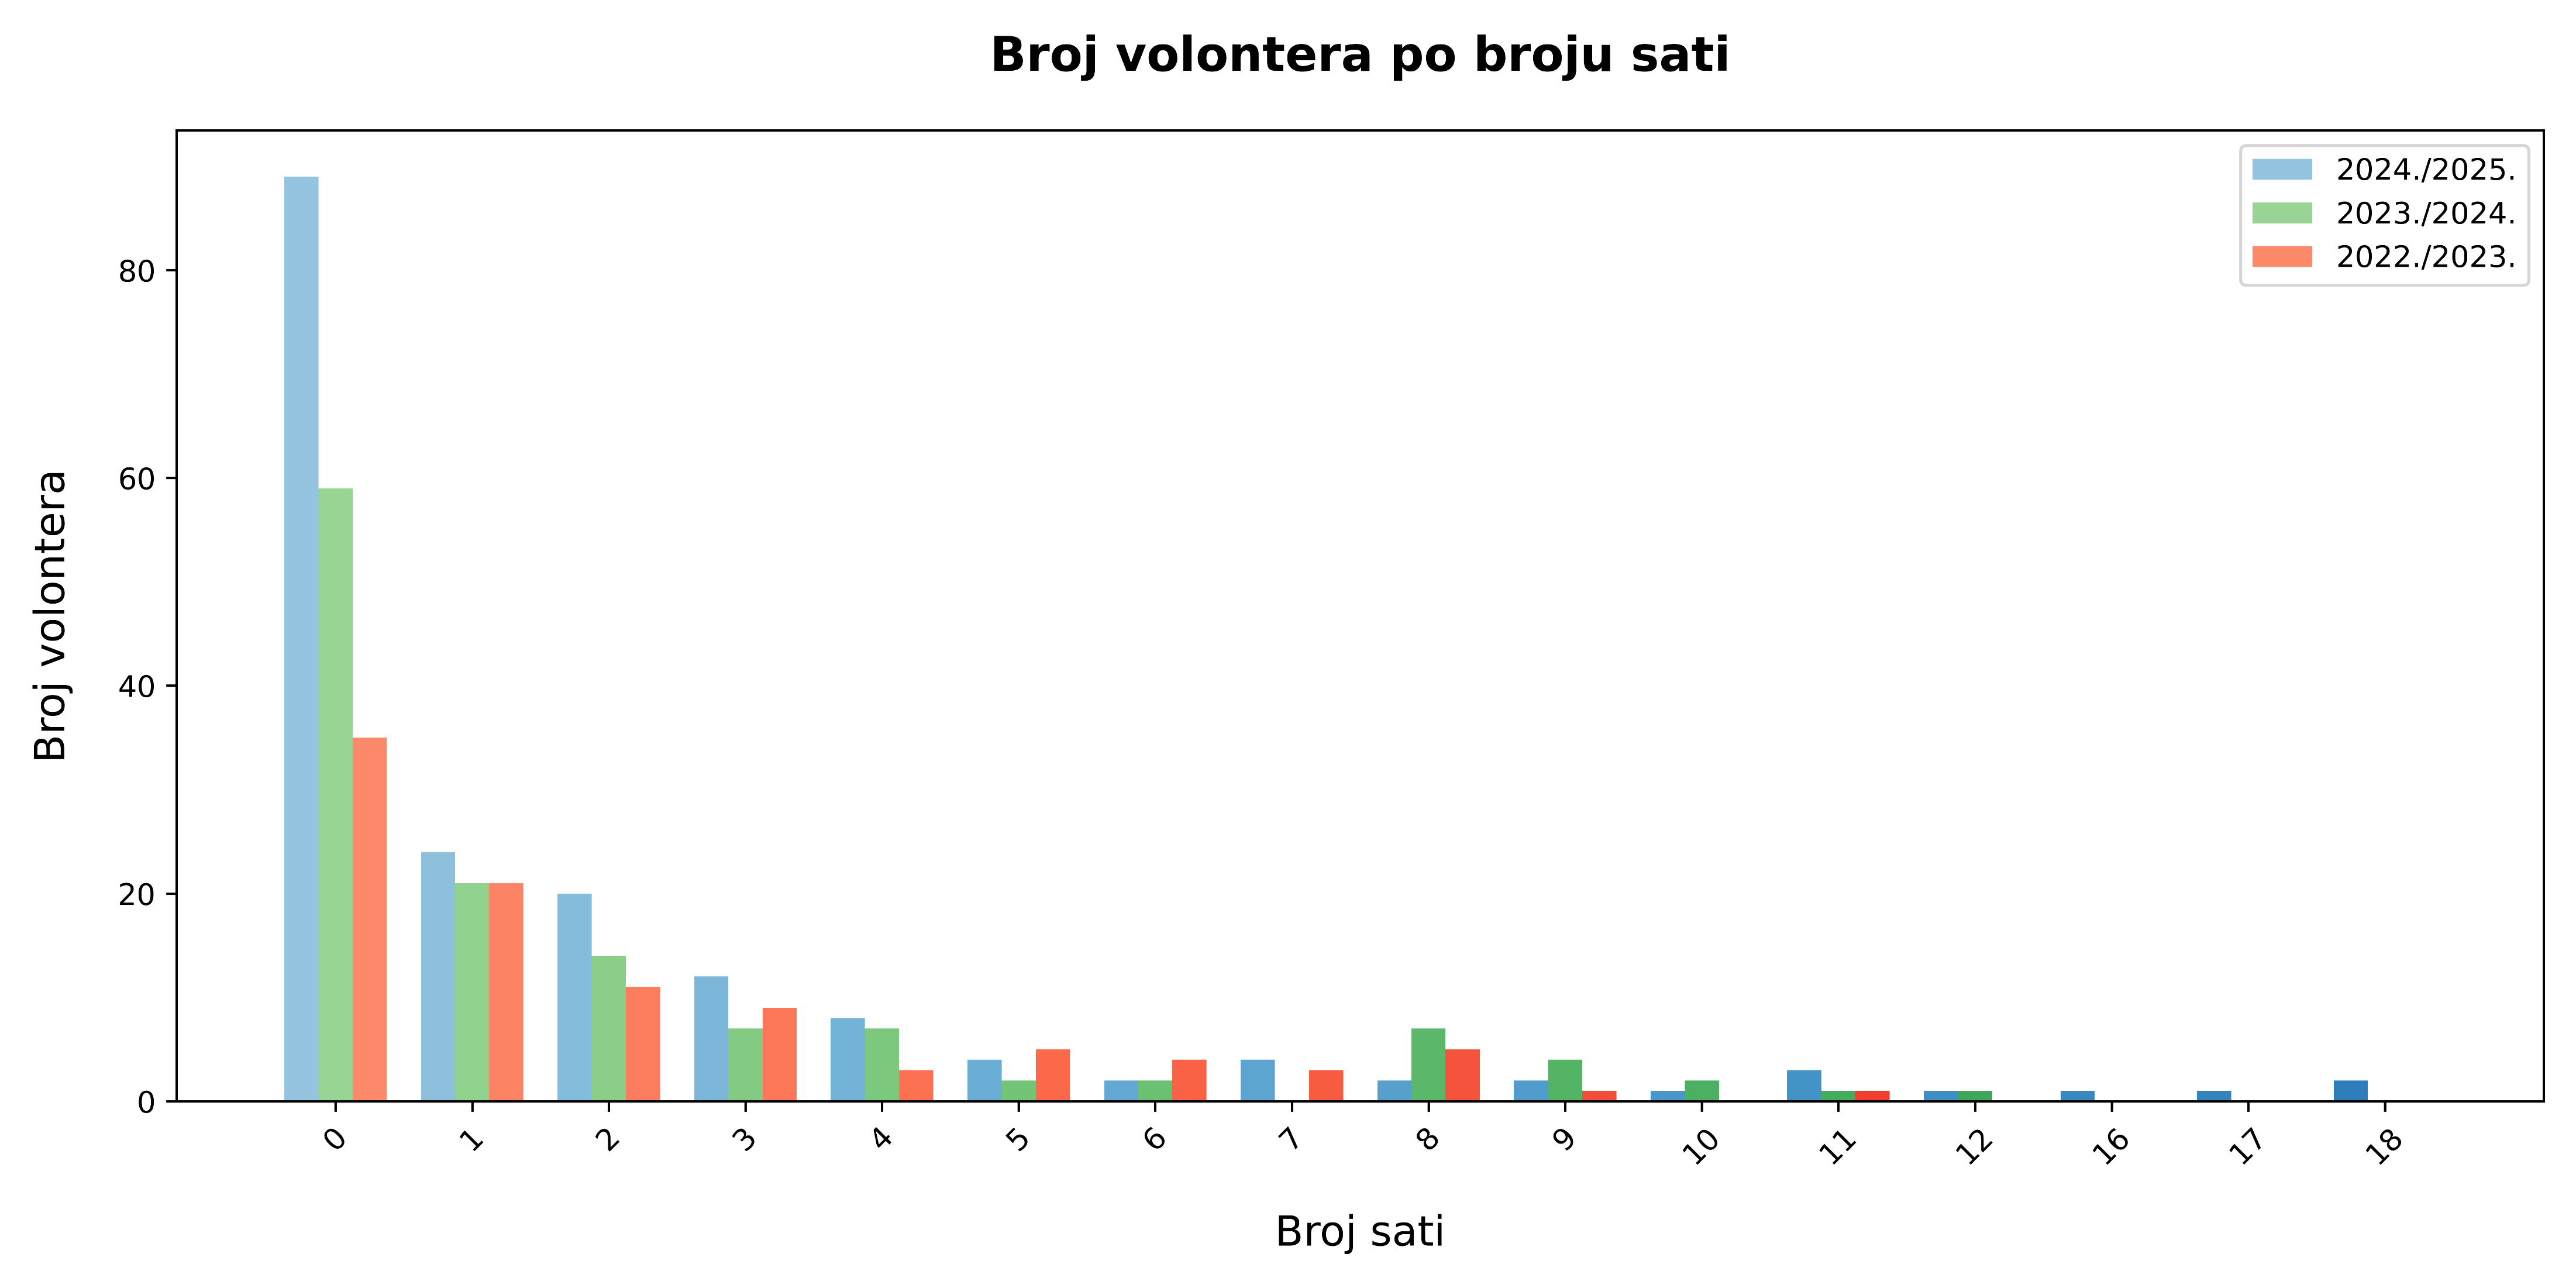 Broj volontera po broju sati
2024./2025.
2023./2024.
2022./2023.
Broj volontera
80
60
40
20
0
0 1 2 3 4 5 6 7 8 9 10 11 12 16 17 18
Broj sati